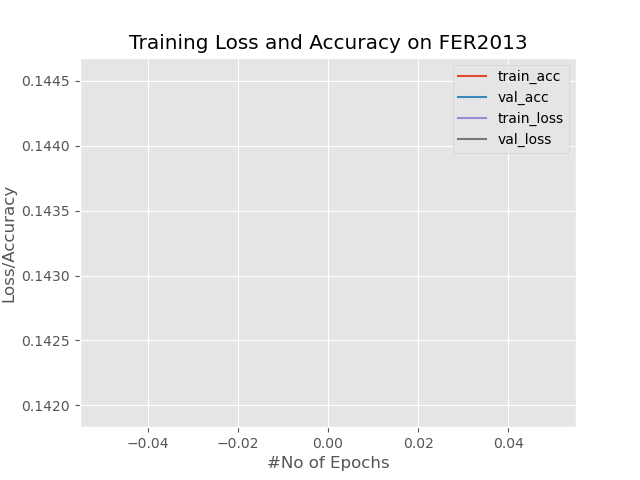 Training Loss and Accuracy on FER2013
0.1445
0.1440
0.1435
0.1430
0.1425
0.1420
Loss/Accuracy
train_acc
val_acc
train_loss
val_loss
−0.04 −0.02 0.00 0.02 0.04
#No of Epochs